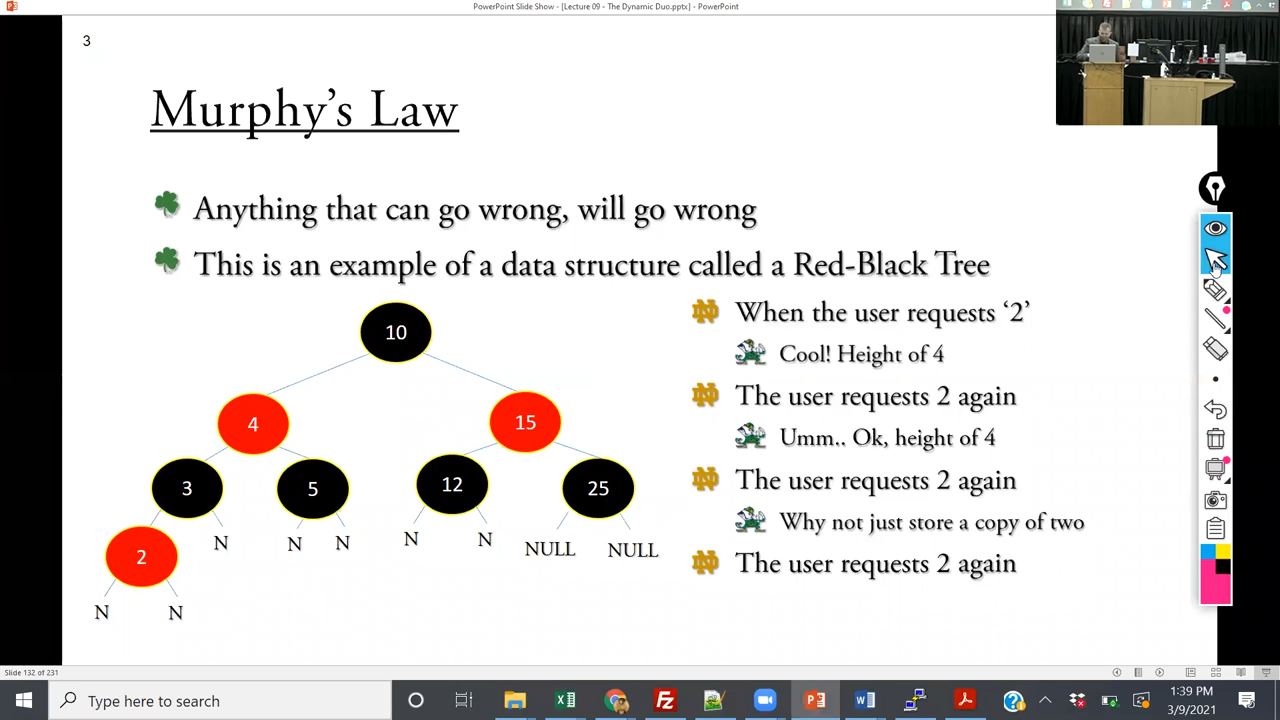 PowerPoint Slide Show - [Lecture 09 - The Dynamic Duo.pptx] - PowerPoint
3
Murphy's Law
Anything that can go wrong, will go wrong
This is an example of a data structure called a Red-Black Tree
When the user requests ‘2’
Cool! Height of 4
The user requests 2 again
Umm.. Ok, height of 4
The user requests 2 again
Why not just store a copy of two
The user requests 2 again
10
4
15
3
5
12
25
N
N
N
N
N
NULL
NULL
2
N
N
Slide 132 of 231
Type here to search
1:39 PM
3/9/2021